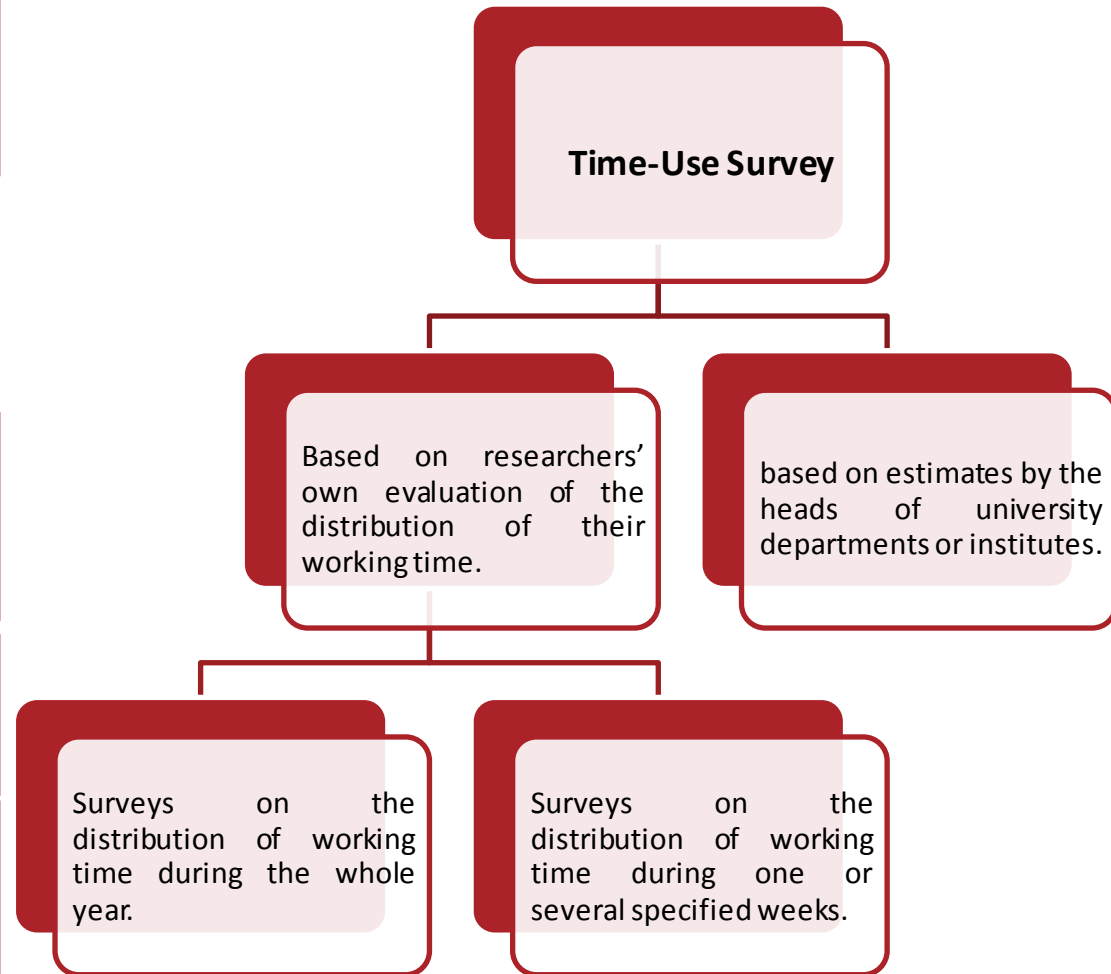 Time-Use Survey
Based on researchers’
own evaluation of the
distribution of their
working time.
based on estimates by the
heads of university
departments or institutes.
Surveys on the
distribution of working
time during the whole
year.
Surveys on the
distribution of working
time during one or
several specified weeks.